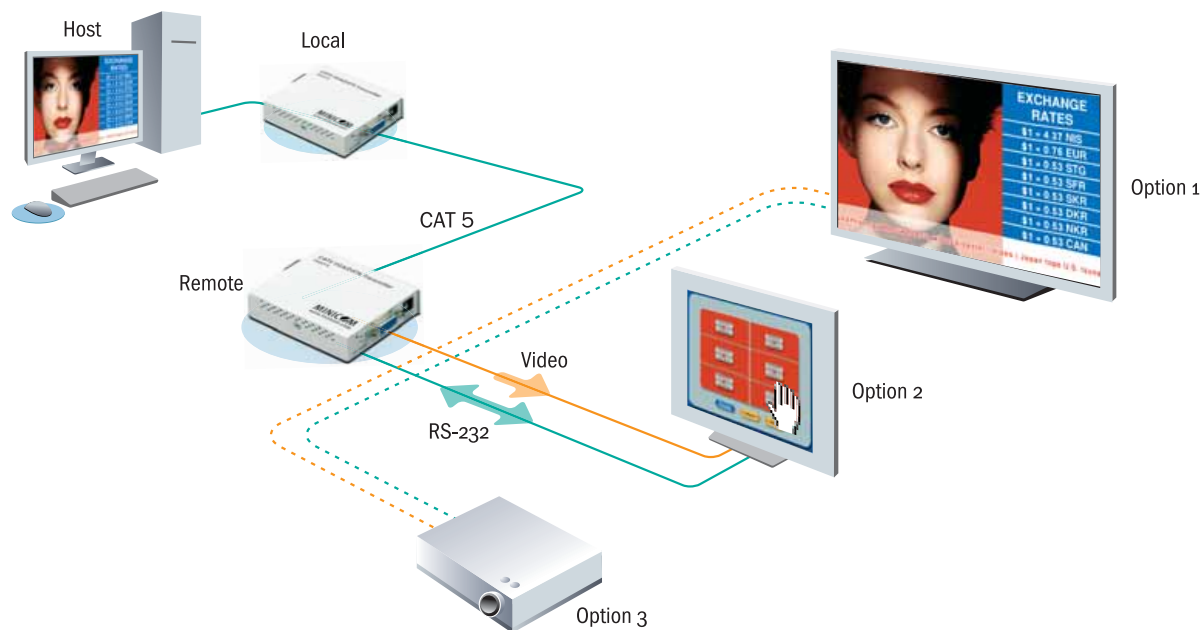 Host
Local
EXCHANGE
RATES
MINICOM
EXCHANGE
RATES
$1 = 4.37 NIS
$1 = 0.76 EUR
$1 = 0.53 STG
$1 = 0.53 SFR
$1 = 0.53 SKR
$1 = 0.53 DKR
$1 = 0.53 NKR
$1 = 0.53 CAN
Option 1
CAT 5
Remote
MINICOM
Video
Option 2
RS-232
Option 3